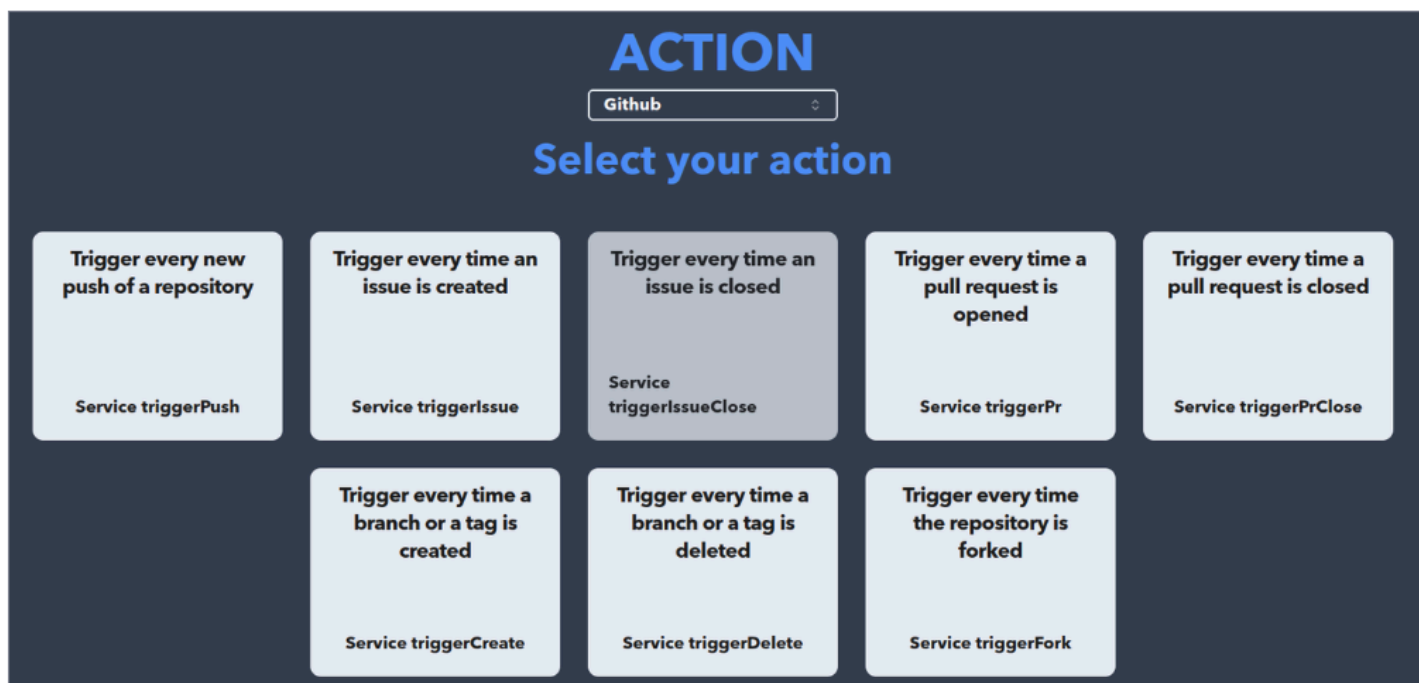 ACTION
Github
Select your action
Trigger every new
push of a repository
Service triggerPush
Trigger every time an
issue is created
Service triggerIssue
Trigger every time an
issue is closed
Service
triggerIssueClose
Trigger every time a
pull request is
opened
Service triggerPr
Trigger every time a
pull request is closed
Service triggerPrClose
Trigger every time a
branch or a tag is
created
Service triggerCreate
Trigger every time a
branch or a tag is
deleted
Service triggerDelete
Trigger every time
the repository is
forked
Service triggerFork